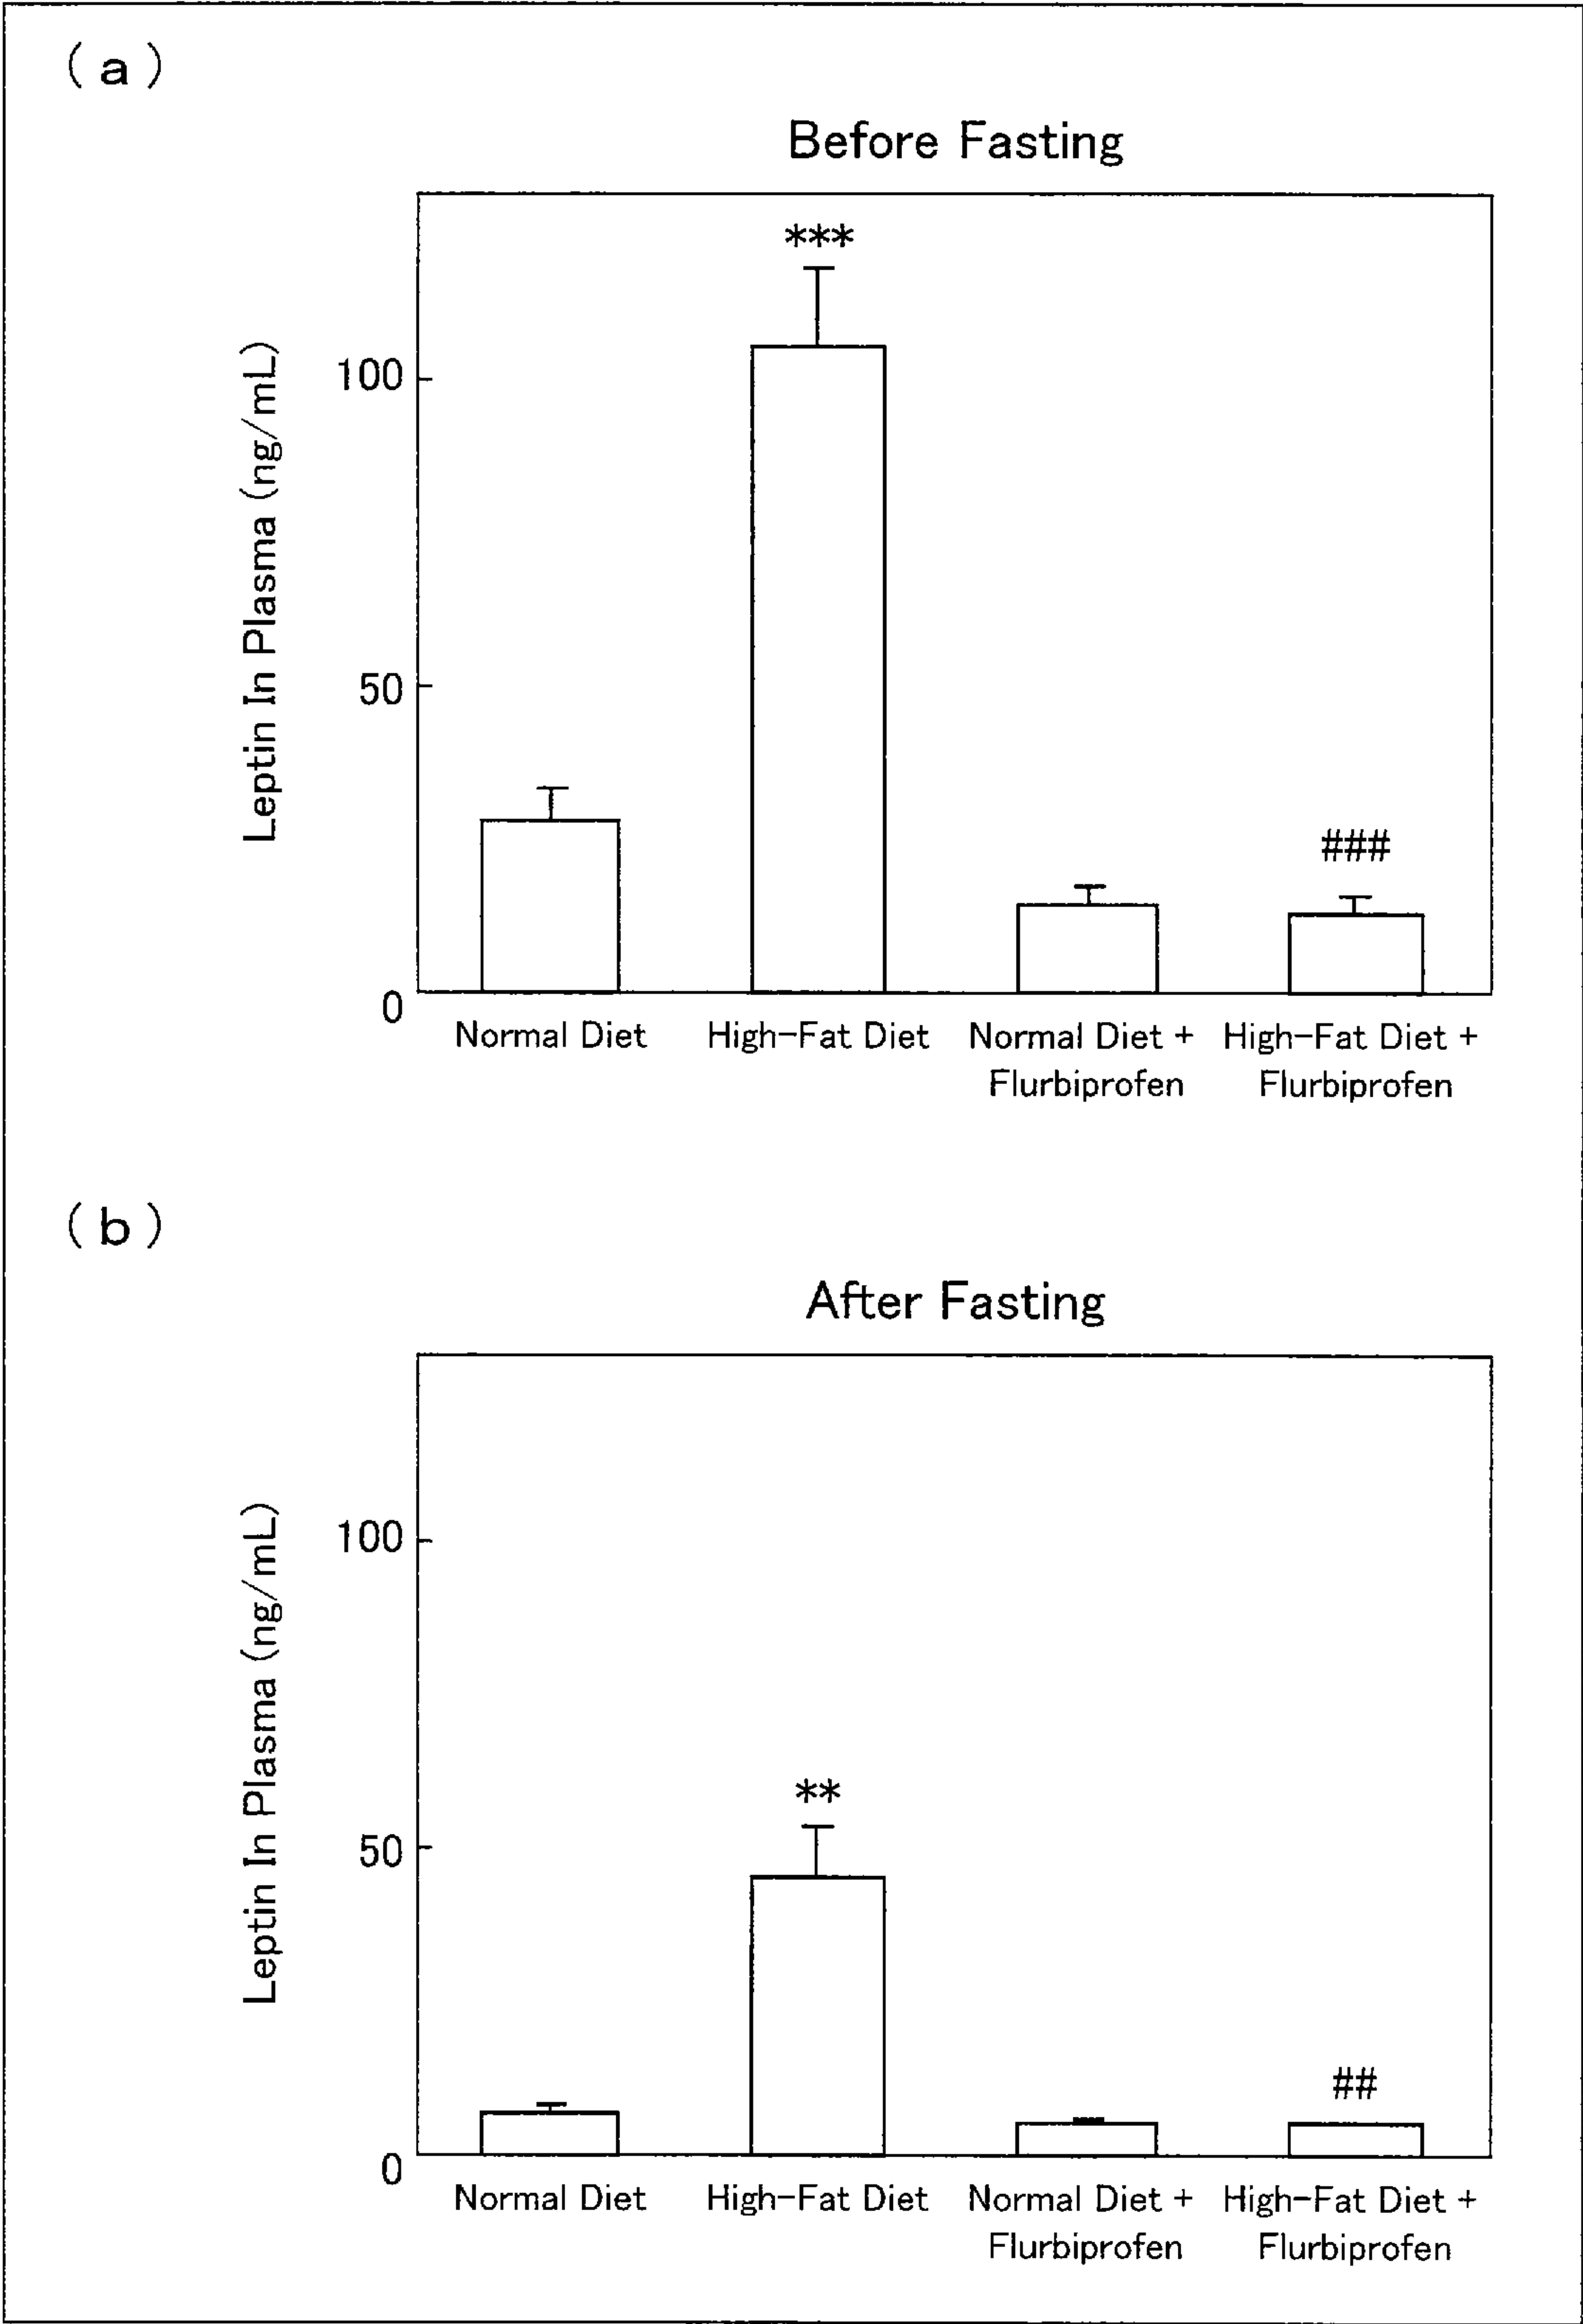 (a)
Before Fasting
***
Leptin In Plasma (ng/mL)
100
50
###
0
Normal Diet
High-Fat Diet
Normal Diet +
Flurbiprofen
High-Fat Diet +
Flurbiprofen
(b)
After Fasting
Leptin In Plasma (ng/mL)
100
**
50
##
0
Normal Diet
High-Fat Diet
Normal Diet +
Flurbiprofen
High-Fat Diet +
Flurbiprofen